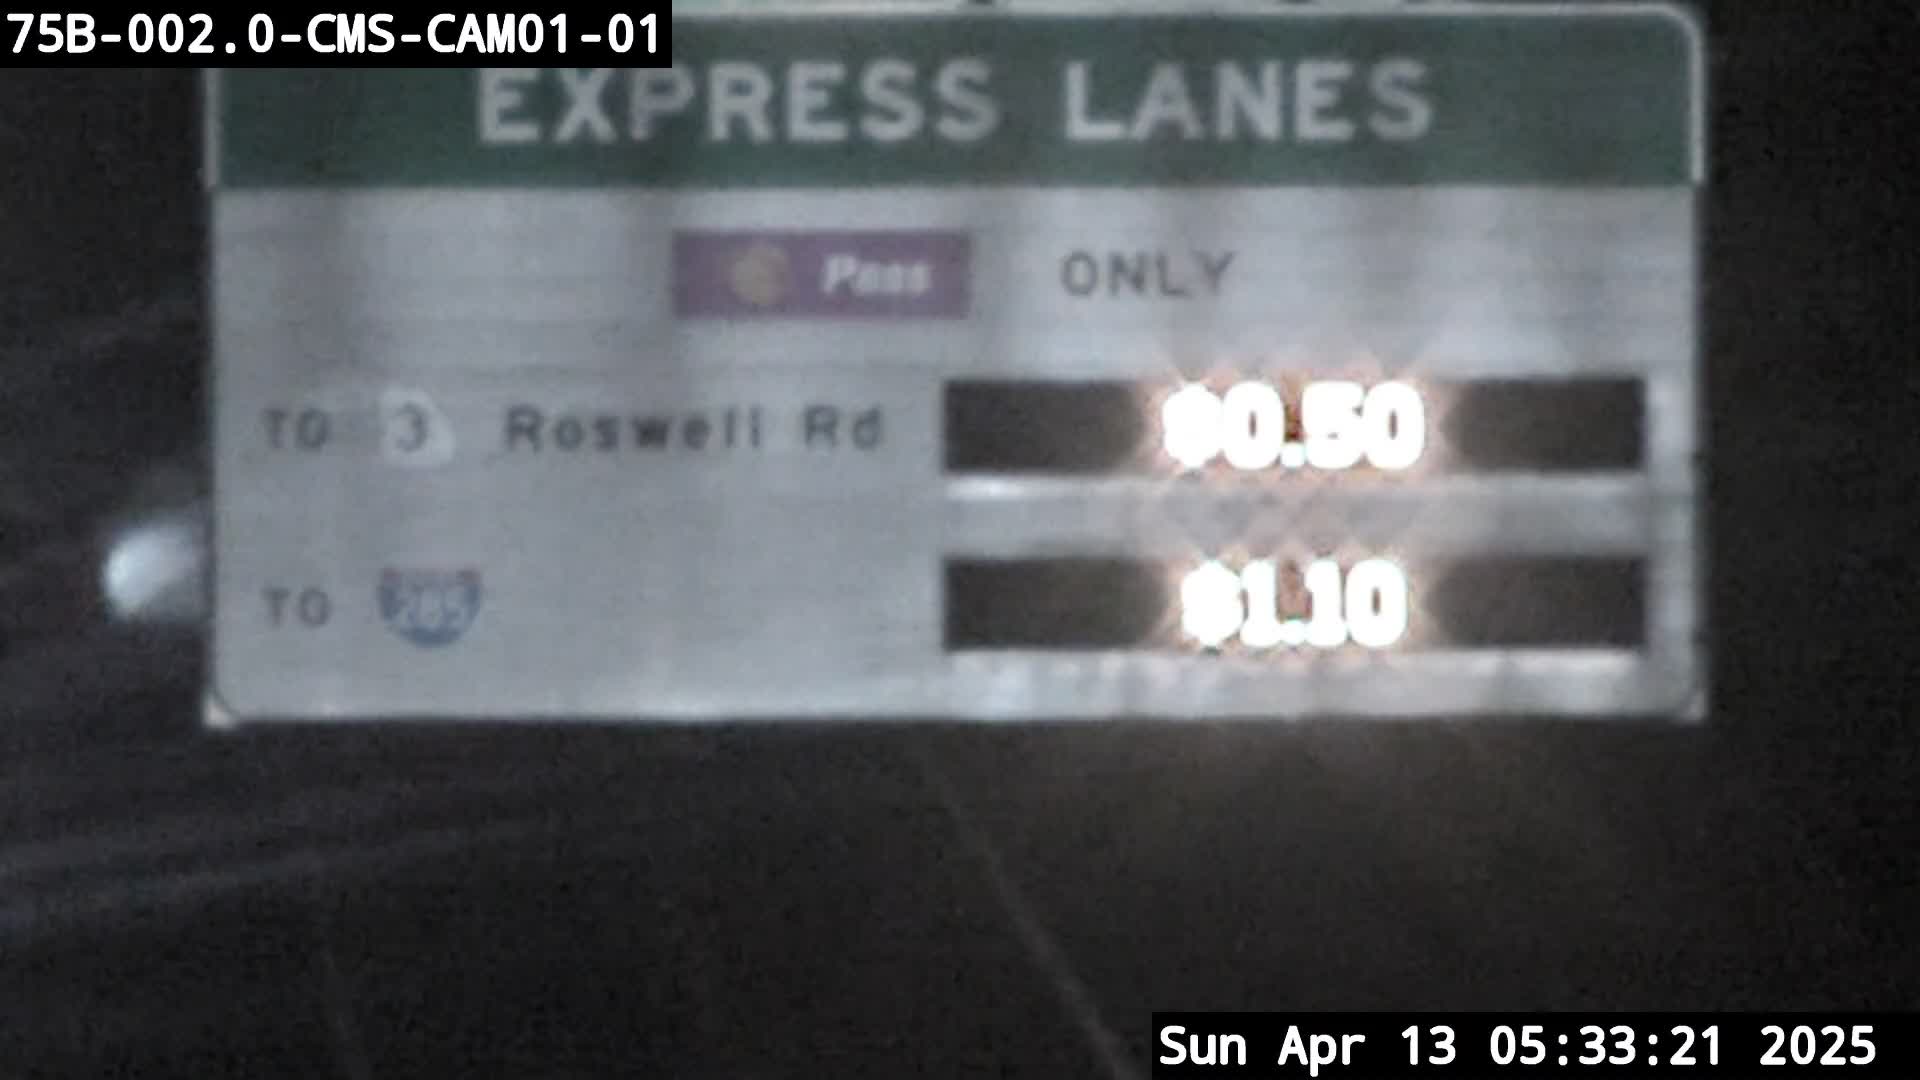 75B-002.0-CMS-CAM01-01
EXPRESS LANES
Pass ONLY
TO 3 Roswell Rd $0.50
TO 285 $1.10
Sun Apr 13 05:33:21 2025